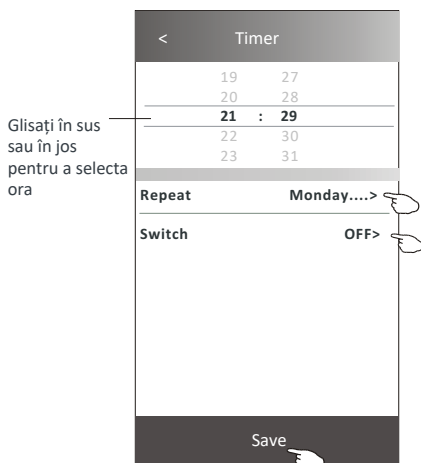 < Timer
19 27
20 28
21 : 29
22 30
23 31
Glisați în sus
sau în jos
pentru a selecta
ora
Repeat Monday....>
Switch OFF>
Save